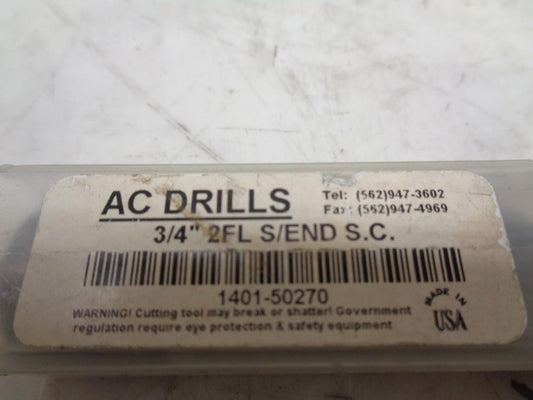 AC DRILLS
Tel: (562)947-3602
Fax: (562)947-4969
3/4" 2FL S/END S.C.
1401-50270
WARNING! Cutting tool may break or shatter! Government
regulation require eye protection & safety equipment
MADE IN
USA